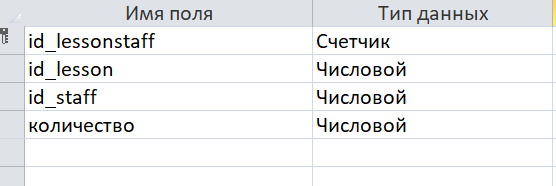 Имя поля Тип данных
id_lessonstaff Счетчик
id_lesson Числовой
id_staff Числовой
количество Числовой